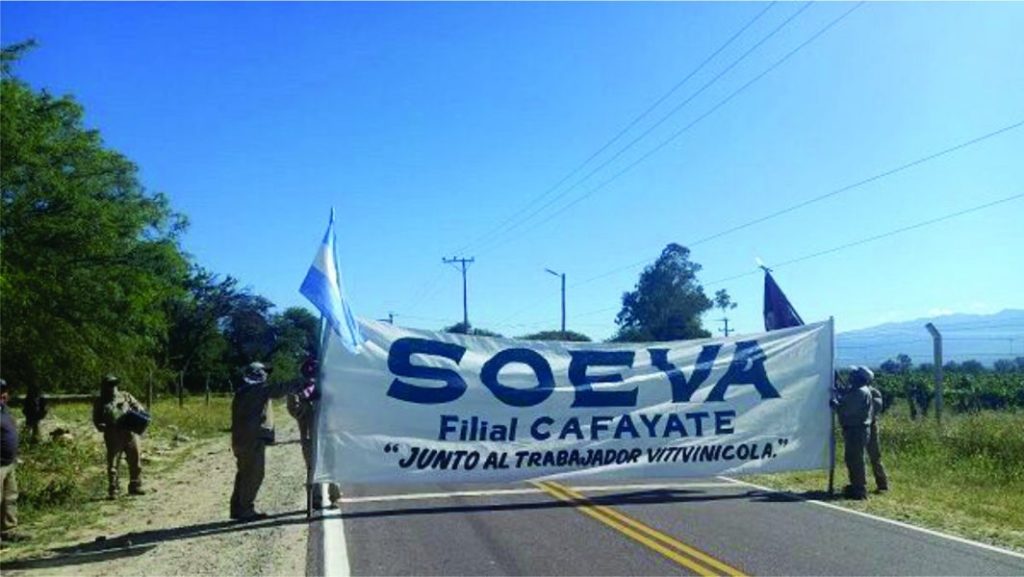 SOEVA
Filial CAFAYATE
"JUNTO AL TRABAJADOR VITIVINICOLA."